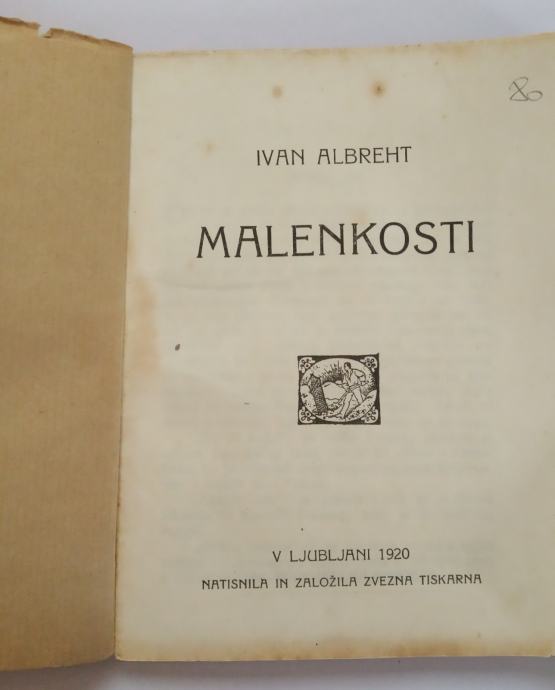 IVAN ALBREHT
MALENKOSTI
V LJUBLJANI 1920
NATISNILA IN ZALOŽILA ZVEZNA TISKARNA